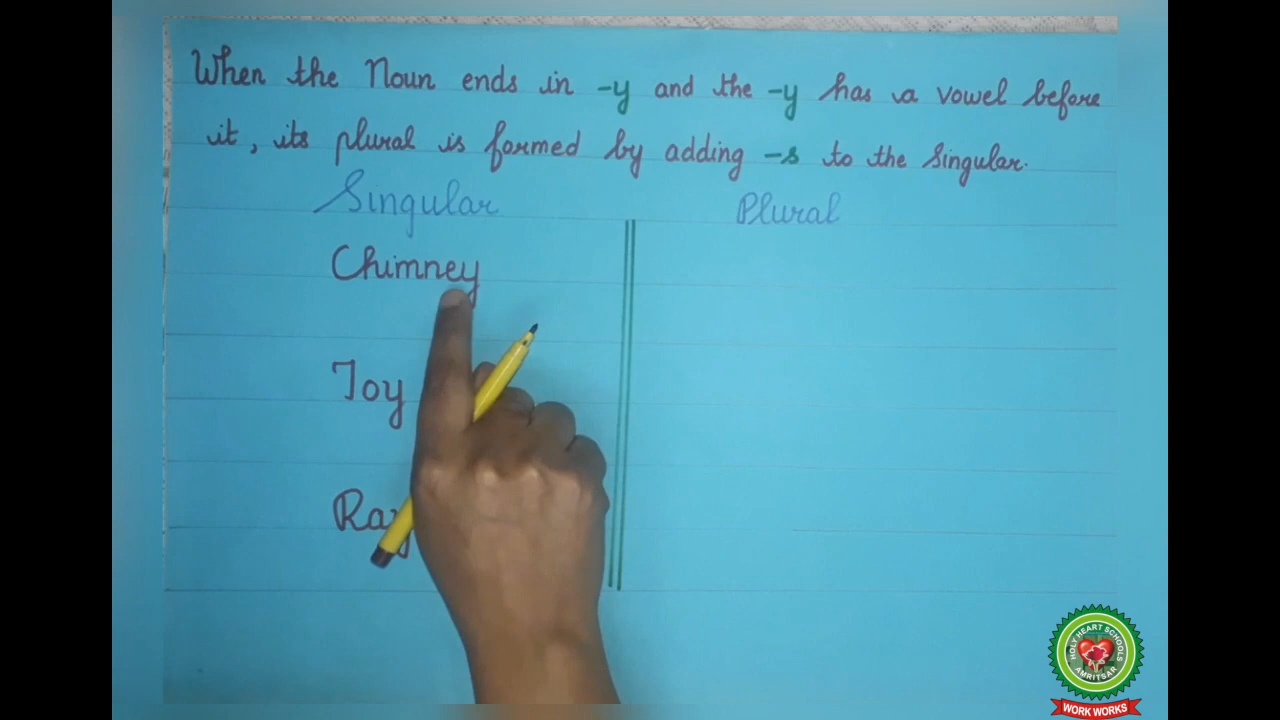 When the Noun ends in -y and the -y has a vowel before
it, its plural is formed by adding -s to the Singular.
Singular Plural
Chimney
Toy
HOLY HEART SCHOOLS
AMRITSAR
WORK WORKS